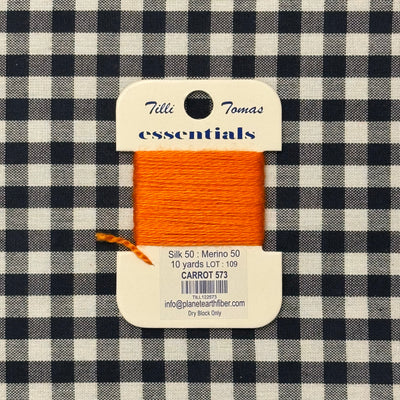 Tilli Tomas
essentials
Silk 50 : Merino 50
10 yards LOT : 109
CARROT 573
TILL122573
info@planetearthfiber.com
Dry Block Only